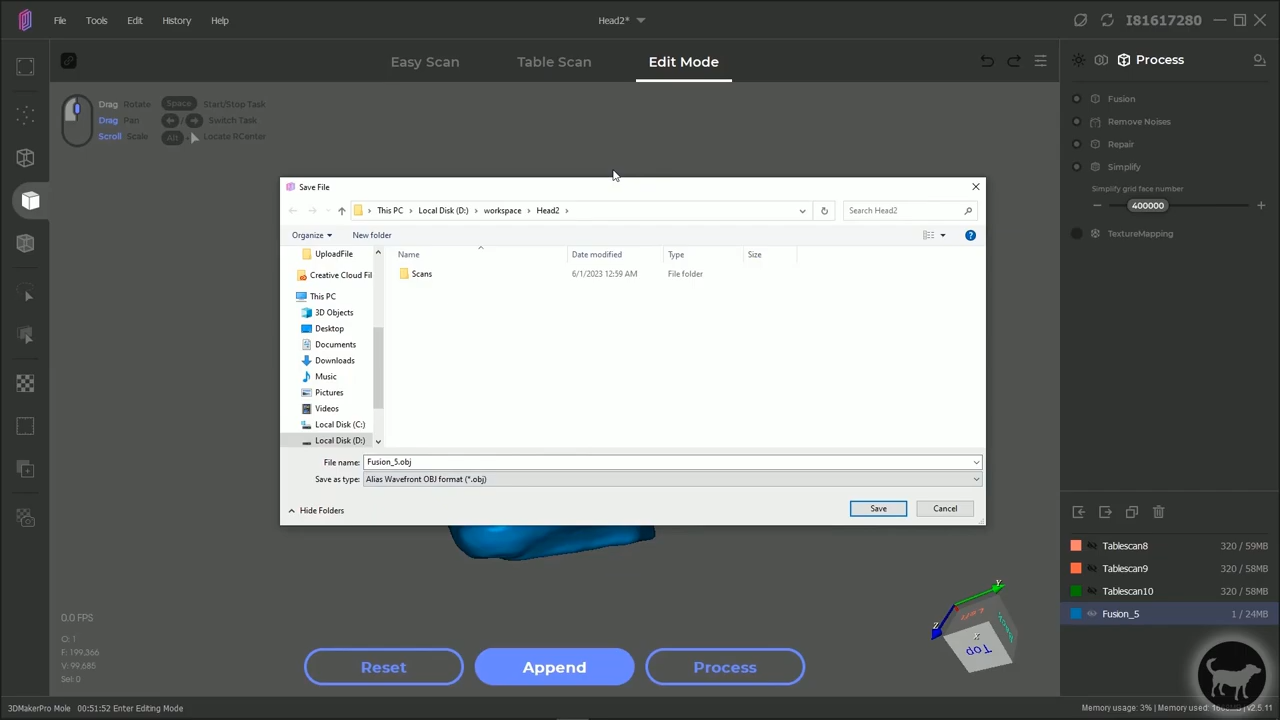 File Tools Edit History Help Head2* I81617280
Easy Scan Table Scan Edit Mode Process
Drag Rotate Space Start/Stop Task
Drag Pan Switch Task
Scroll Scale Alt Locate RCenter
Fusion
Remove Noises
Repair
Simplify
Simplify grid face number
400000
TextureMapping
Save File
This PC Local Disk (D:) workspace Head2 Search Head2
Organize New folder
UploadFile
Creative Cloud Fil
This PC
3D Objects
Desktop
Documents
Downloads
Music
Pictures
Videos
Local Disk (C:)
Local Disk (D:)
Name Date modified Type Size
Scans 6/1/2023 12:59 AM File folder
File name: Fusion_5.obj
Save as type: Alias Wavefront OBJ format (*.obj)
Hide Folders Save Cancel
Tablescan8 320 / 59MB
Tablescan9 320 / 58MB
Tablescan10 320 / 58MB
Fusion_5 1 / 24MB
0.0 FPS
O: 1
F: 199,366
V: 99,685
Sel: 0
Y
Z
X
Left
Top
Reset Append Process
3DMakerPro Mole 00:51:52 Enter Editing Mode